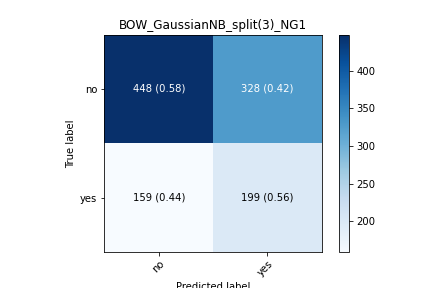 BOW_GaussianNB_split(3)_NG1
no
448 (0.58)
328 (0.42)
yes
159 (0.44)
199 (0.56)
True label
no
yes
Predicted label
400
350
300
250
200